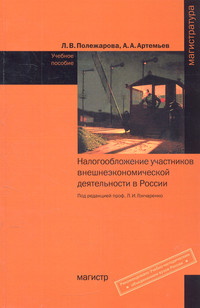 Л.В.Полежарова, А.А.Артемьев
Учебное
пособие
магистратура
Налогообложение участников
внешнеэкономической
деятельности в России
Под редакцией проф. Л.И.Гончаренко
магистр